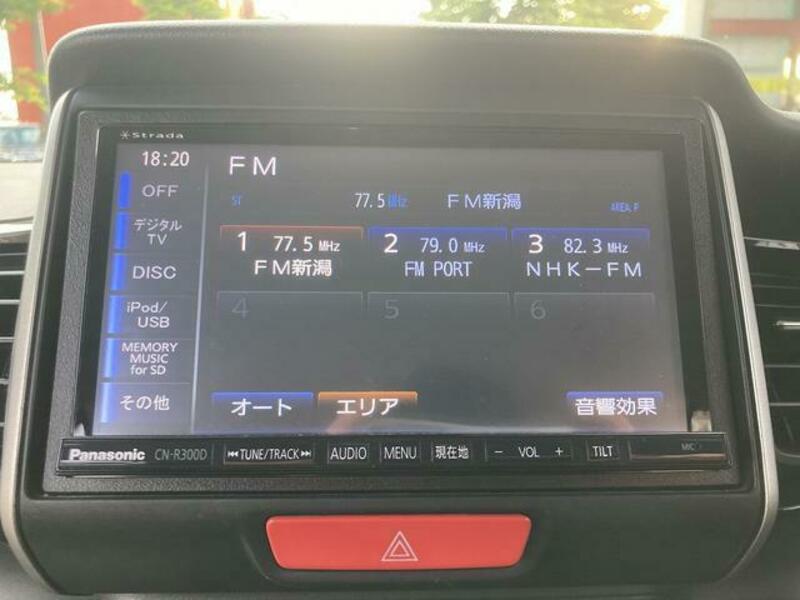 Strada
18:20
FM
OFF
ST 77.5MHz FM新潟 AREA P
デジタル
TV
1 77.5 MHz
FM新潟
2 79.0 MHz
FM PORT
3 82.3 MHz
NHK-FM
DISC
iPod/
USB
4 5 6
MEMORY
MUSIC
for SD
その他
オート エリア 音響効果
Panasonic CN-R300D ⏮TUNE/TRACK⏭ AUDIO MENU 現在地 − VOL + TILT MIC